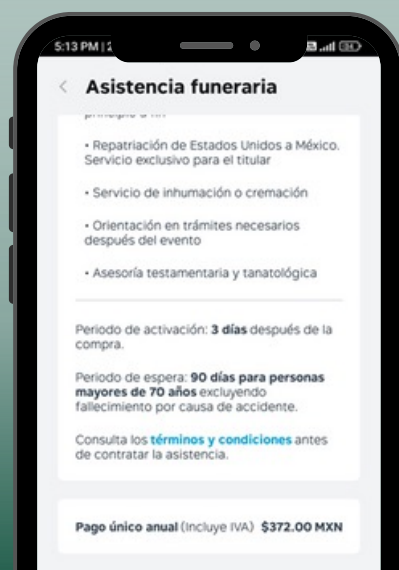 5:13 PM | 2
Asistencia funeraria
• Repatriación de Estados Unidos a México.
Servicio exclusivo para el titular
• Servicio de inhumación o cremación
• Orientación en trámites necesarios
después del evento
• Asesoría testamentaria y tanatológica
Periodo de activación: 3 días después de la
compra.
Periodo de espera: 90 días para personas
mayores de 70 años excluyendo
fallecimiento por causa de accidente.
Consulta los términos y condiciones antes
de contratar la asistencia.
Pago único anual (Incluye IVA) $372.00 MXN